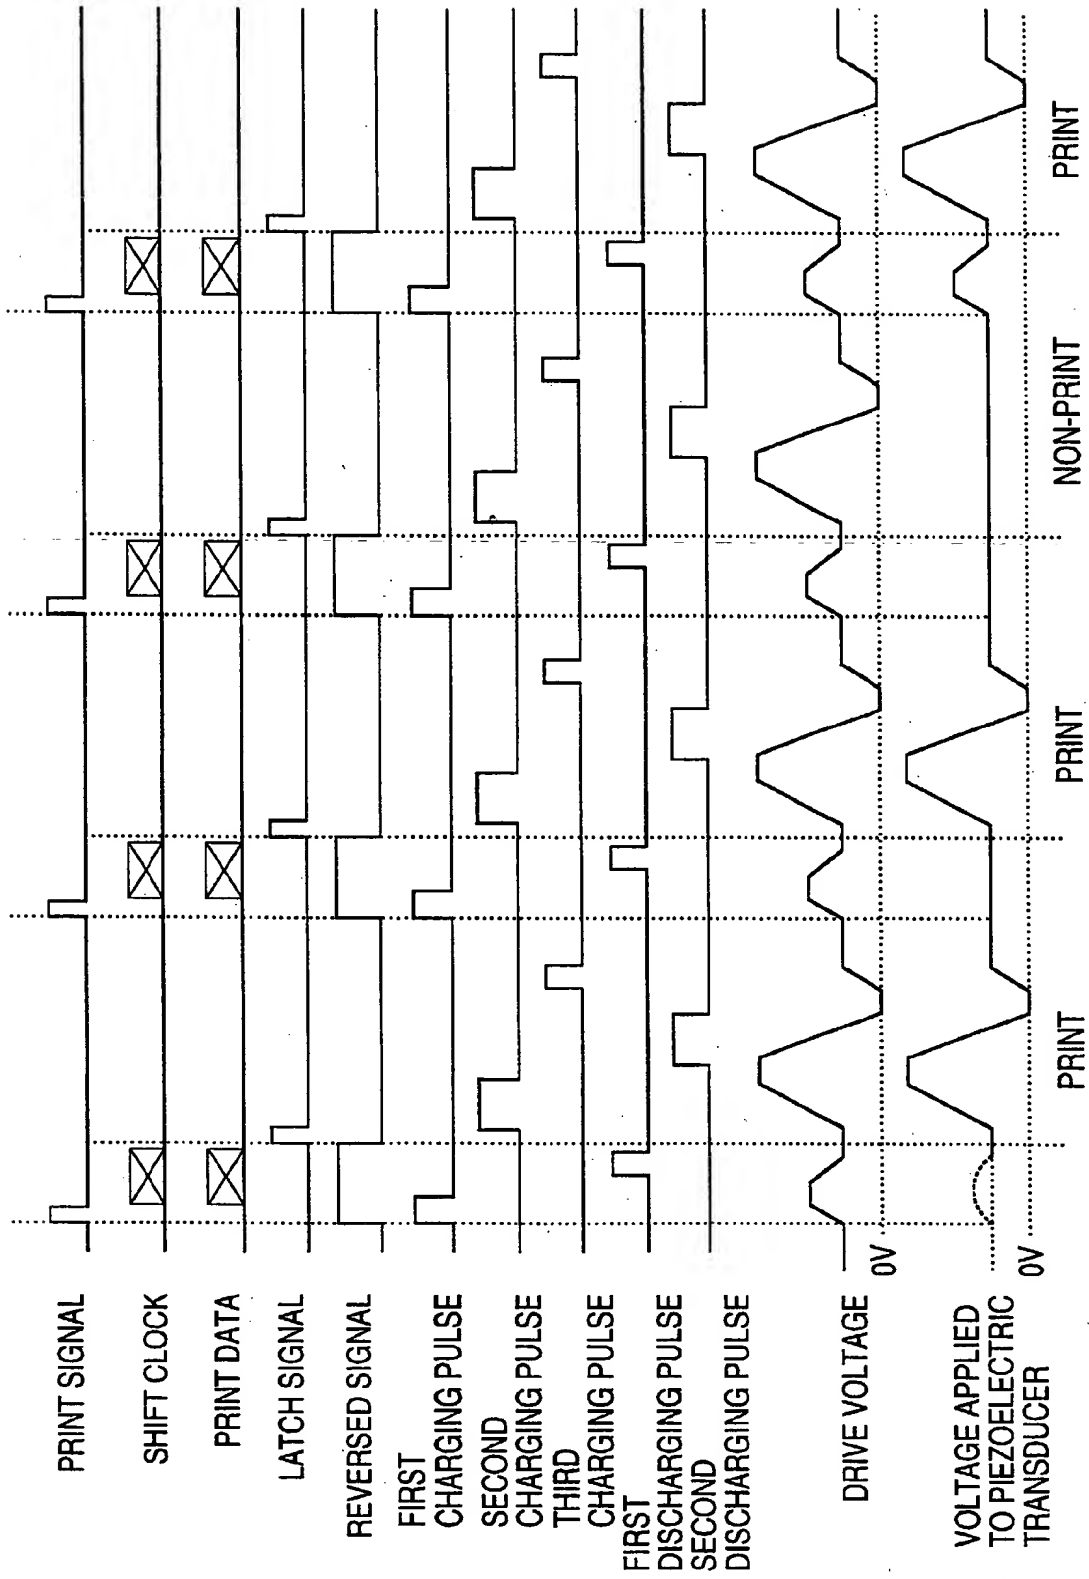 PRINT SIGNAL
SHIFT CLOCK
PRINT DATA
LATCH SIGNAL
REVERSED SIGNAL
FIRST
CHARGING PULSE
SECOND
CHARGING PULSE
THIRD
CHARGING PULSE
FIRST
DISCHARGING PULSE
SECOND
DISCHARGING PULSE
DRIVE VOLTAGE
0V
VOLTAGE APPLIED
TO PIEZOELECTRIC
TRANSDUCER
0V
PRINT
PRINT
NON-PRINT
PRINT